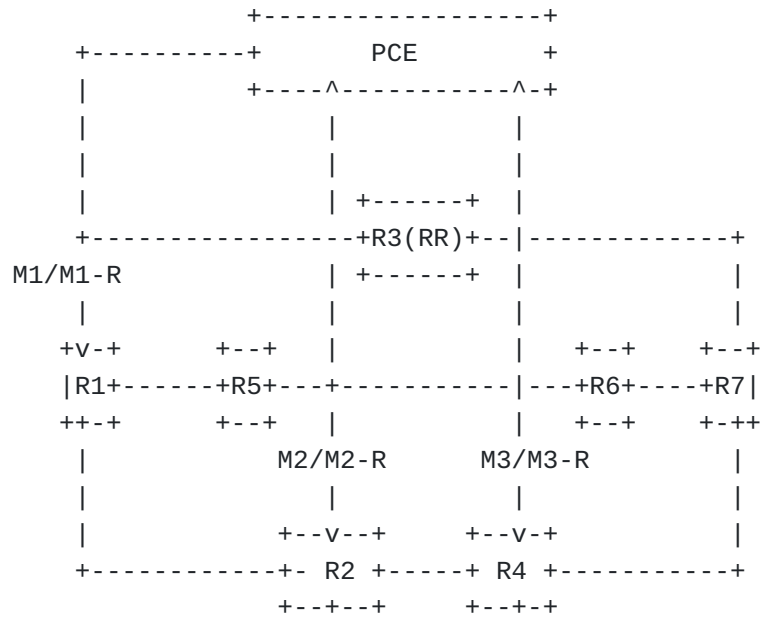 PCE
R3(RR)
M1/M1-R
R1 R5 R6 R7
M2/M2-R M3/M3-R
R2 R4